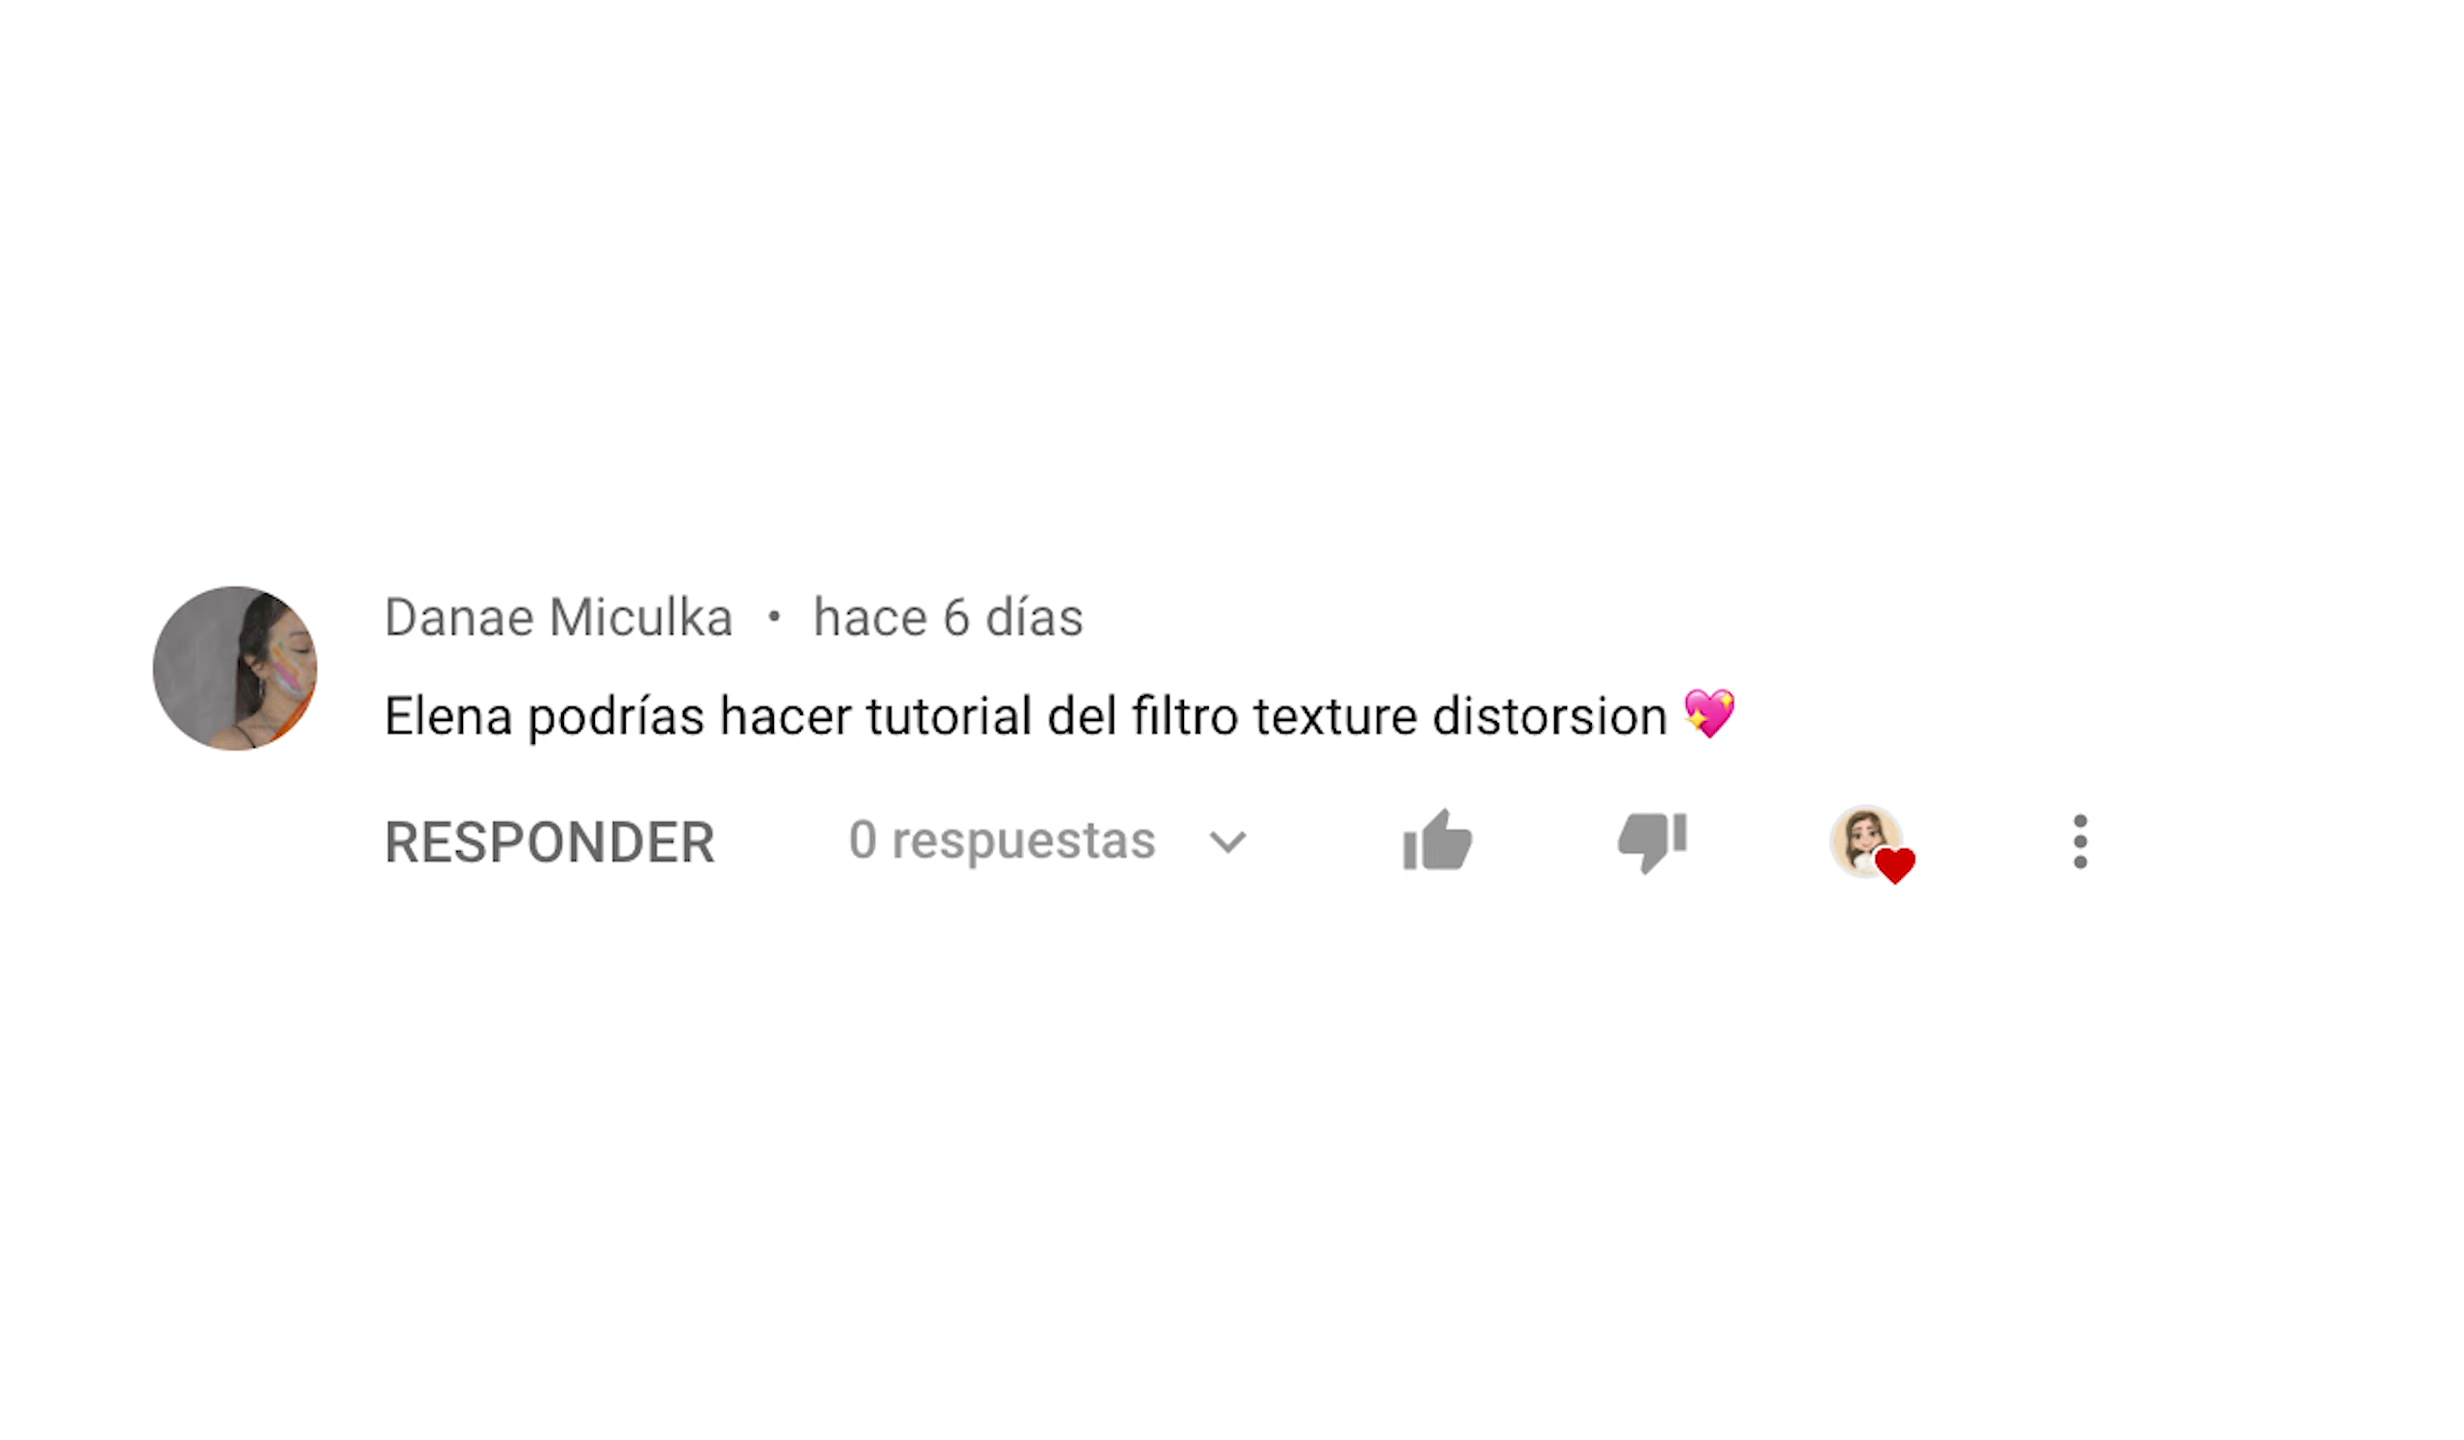 Danae Miculka • hace 6 días
Elena podrías hacer tutorial del filtro texture distorsion 💖
RESPONDER 0 respuestas